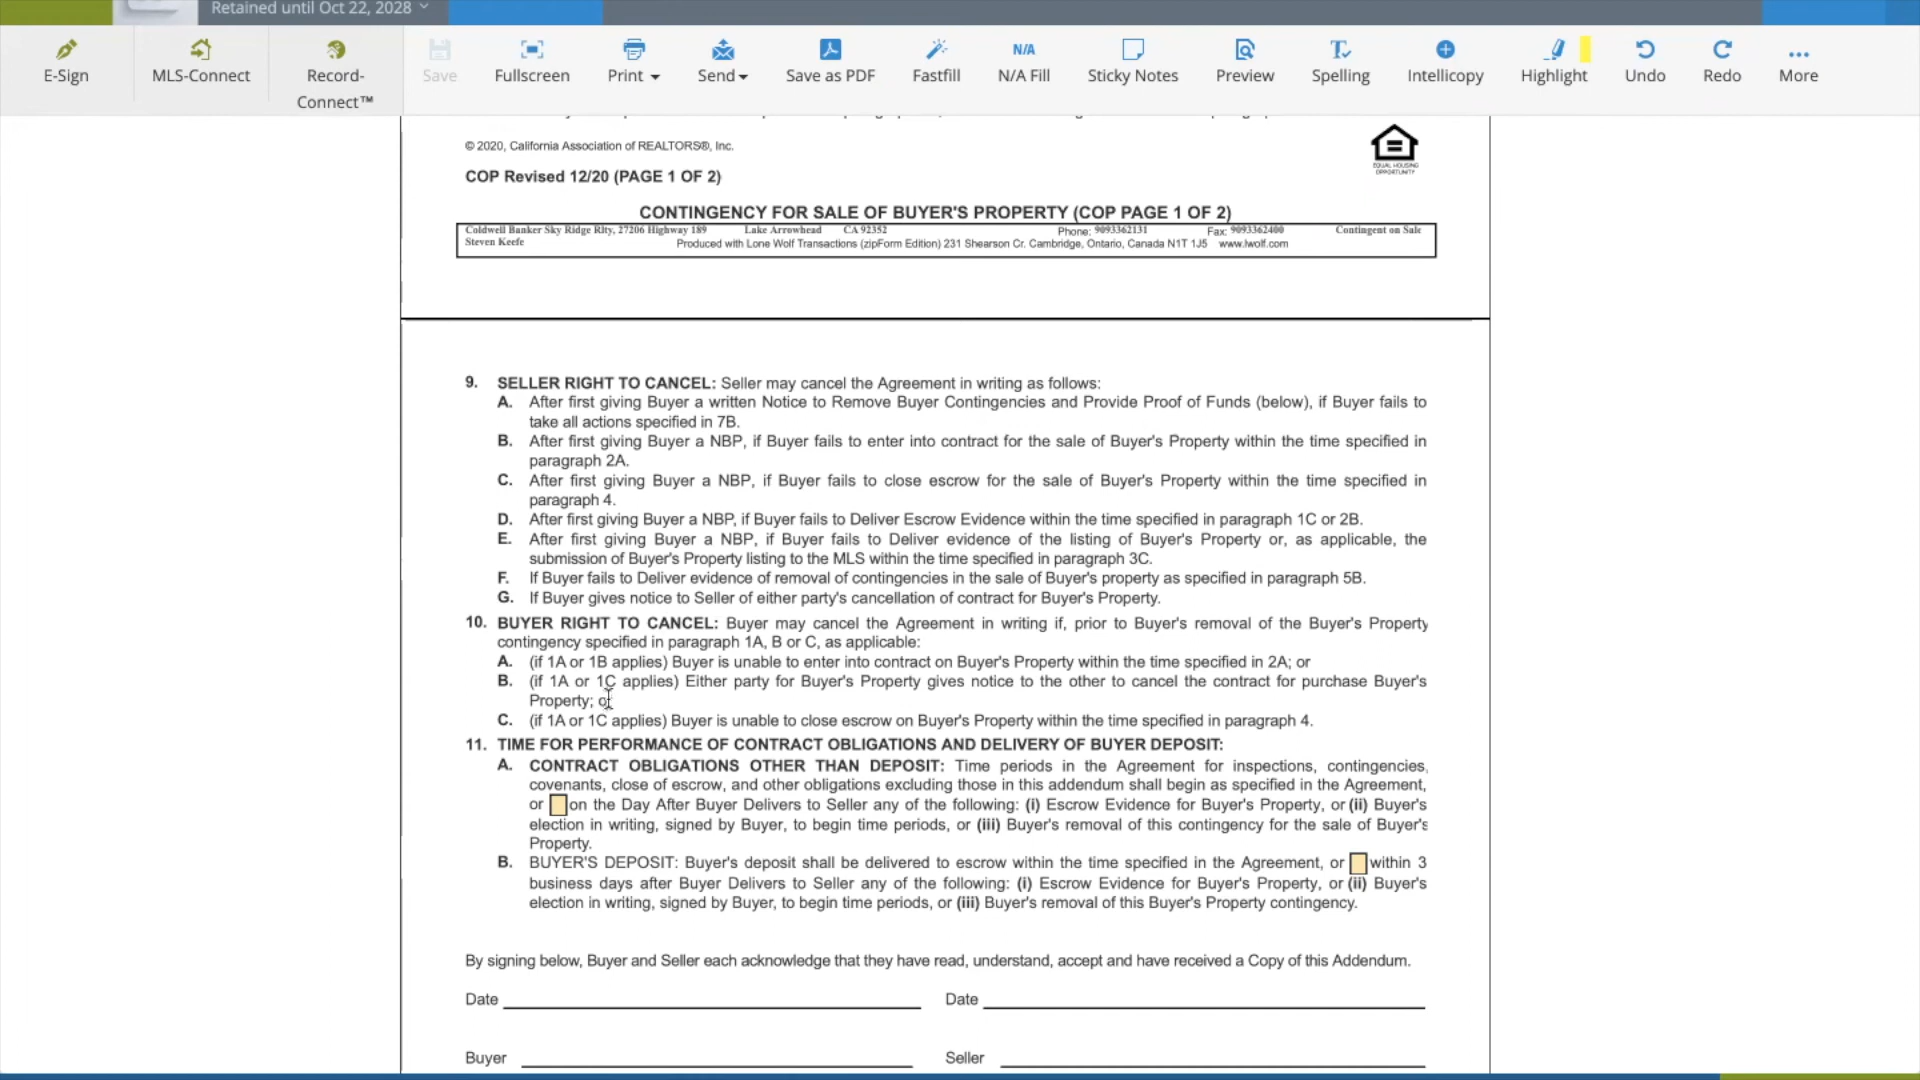 Retained until Oct 22, 2028
E-Sign
MLS-Connect
Record-
Connect™
Save
Fullscreen
Print
Send
Save as PDF
Fastfill
N/A
N/A Fill
Sticky Notes
Preview
Spelling
Intellicopy
Highlight
Undo
Redo
More
© 2020, California Association of REALTORS®, Inc.
EQUAL HOUSING
OPPORTUNITY
COP Revised 12/20 (PAGE 1 OF 2)
CONTINGENCY FOR SALE OF BUYER'S PROPERTY (COP PAGE 1 OF 2)
Coldwell Banker Sky Ridge Rlty, 27206 Highway 189 Lake Arrowhead CA 92352 Phone: 9093362131 Fax: 9093362400 Contingent on Sale
Steven Keefe Produced with Lone Wolf Transactions (zipForm Edition) 231 Shearson Cr. Cambridge, Ontario, Canada N1T 1J5 www.lwolf.com
9. SELLER RIGHT TO CANCEL: Seller may cancel the Agreement in writing as follows:
A. After first giving Buyer a written Notice to Remove Buyer Contingencies and Provide Proof of Funds (below), if Buyer fails to
take all actions specified in 7B.
B. After first giving Buyer a NBP, if Buyer fails to enter into contract for the sale of Buyer's Property within the time specified in
paragraph 2A.
C. After first giving Buyer a NBP, if Buyer fails to close escrow for the sale of Buyer's Property within the time specified in
paragraph 4.
D. After first giving Buyer a NBP, if Buyer fails to Deliver Escrow Evidence within the time specified in paragraph 1C or 2B.
E. After first giving Buyer a NBP, if Buyer fails to Deliver evidence of the listing of Buyer's Property or, as applicable, the
submission of Buyer's Property listing to the MLS within the time specified in paragraph 3C.
F. If Buyer fails to Deliver evidence of removal of contingencies in the sale of Buyer's property as specified in paragraph 5B.
G. If Buyer gives notice to Seller of either party's cancellation of contract for Buyer's Property.
10. BUYER RIGHT TO CANCEL: Buyer may cancel the Agreement in writing if, prior to Buyer's removal of the Buyer's Property
contingency specified in paragraph 1A, B or C, as applicable:
A. (if 1A or 1B applies) Buyer is unable to enter into contract on Buyer's Property within the time specified in 2A; or
B. (if 1A or 1C applies) Either party for Buyer's Property gives notice to the other to cancel the contract for purchase Buyer's
Property; or
C. (if 1A or 1C applies) Buyer is unable to close escrow on Buyer's Property within the time specified in paragraph 4.
11. TIME FOR PERFORMANCE OF CONTRACT OBLIGATIONS AND DELIVERY OF BUYER DEPOSIT:
A. CONTRACT OBLIGATIONS OTHER THAN DEPOSIT: Time periods in the Agreement for inspections, contingencies,
covenants, close of escrow, and other obligations excluding those in this addendum shall begin as specified in the Agreement,
or on the Day After Buyer Delivers to Seller any of the following: (i) Escrow Evidence for Buyer's Property, or (ii) Buyer's
election in writing, signed by Buyer, to begin time periods, or (iii) Buyer's removal of this contingency for the sale of Buyer's
Property.
B. BUYER'S DEPOSIT: Buyer's deposit shall be delivered to escrow within the time specified in the Agreement, or within 3
business days after Buyer Delivers to Seller any of the following: (i) Escrow Evidence for Buyer's Property, or (ii) Buyer's
election in writing, signed by Buyer, to begin time periods, or (iii) Buyer's removal of this Buyer's Property contingency.
By signing below, Buyer and Seller each acknowledge that they have read, understand, accept and have received a Copy of this Addendum.
Date Date
Buyer Seller